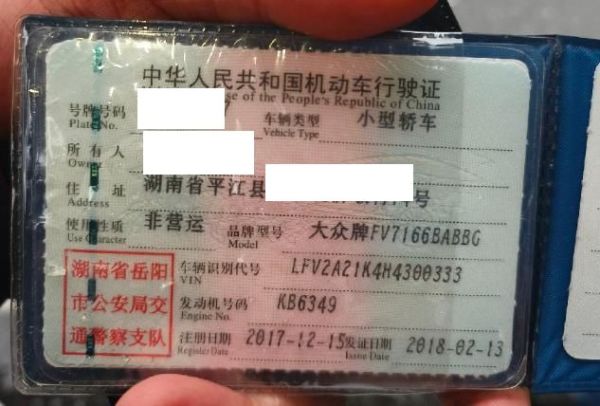 中华人民共和国机动车行驶证
se of the People's Republic of China
号牌号码 车辆类型 小型轿车
Plate No. Vehicle Type
所有人
Owner
住址 湖南省平江县 号
Address
使用性质 非营运 品牌型号 大众牌FV7166BABBG
Use Character Model
湖南省岳阳 车辆识别代号 LFV2A21K4H4300333
VIN
市公安局交 发动机号码 KB6349
Engine No.
通警察支队 注册日期 2017-12-15 发证日期 2018-02-13
Register Date Issue Date